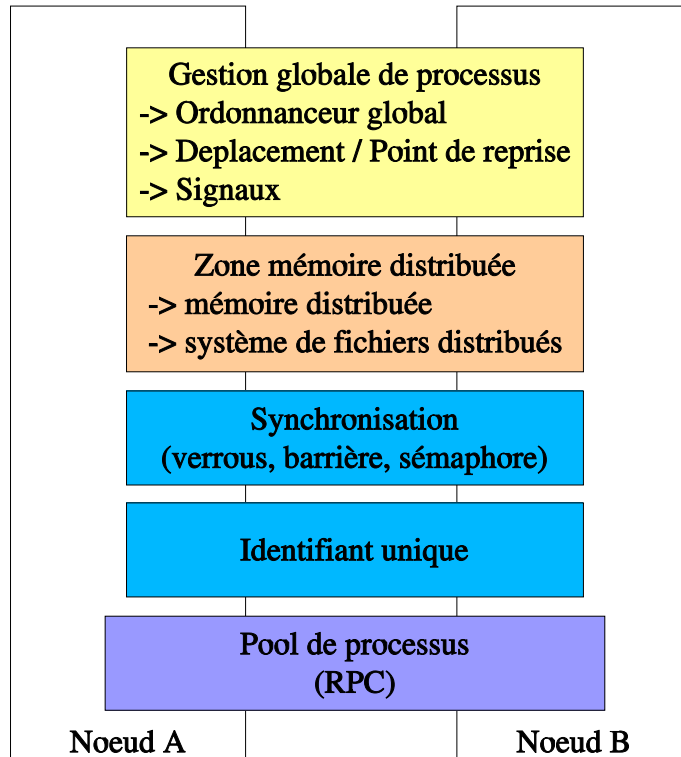 Gestion globale de processus
-> Ordonnanceur global
-> Deplacement / Point de reprise
-> Signaux
Zone mémoire distribuée
-> mémoire distribuée
-> système de fichiers distribués
Synchronisation
(verrous, barrière, sémaphore)
Identifiant unique
Pool de processus
(RPC)
Noeud A
Noeud B